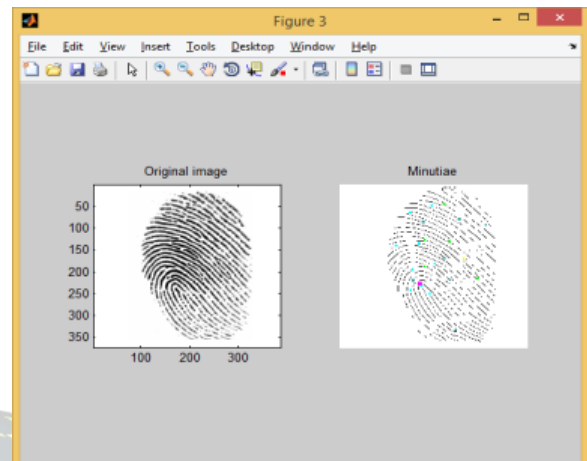 Figure 3
File Edit View Insert Tools Desktop Window Help
Original image
Minutiae
50
100
150
200
250
300
350
100 200 300